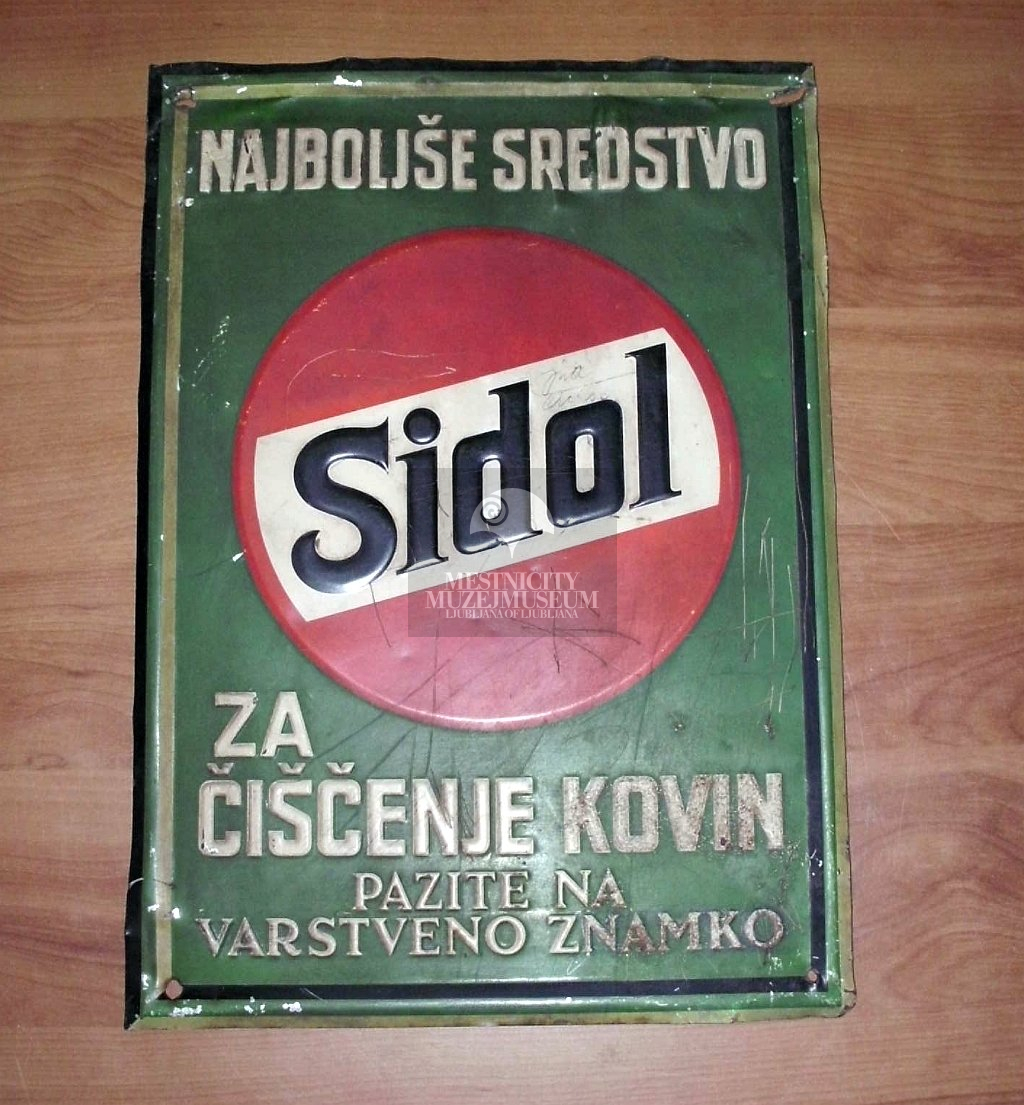 NAJBOLJŠE SREDSTVO
Sidol
MESTNI CITY
MUZEJ MUSEUM
LJUBLJANA OF LJUBLJANA
ZA
ČIŠČENJE KOVIN
PAZITE NA
VARSTVENO ZNAMKO